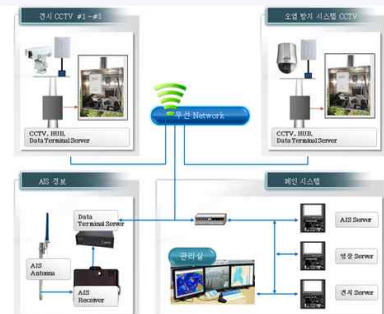 견시 CCTV #1~#3
오염 방지 시스템 CCTV
CCTV, HUB,
Data Terminal Server
CCTV, HUB,
Data Terminal Server
무선 Network
AIS 정보
메인 시스템
Data
Terminal Server
AIS
Antenna
AIS
Receiver
관리실
AIS Server
영상 Server
견시 Server